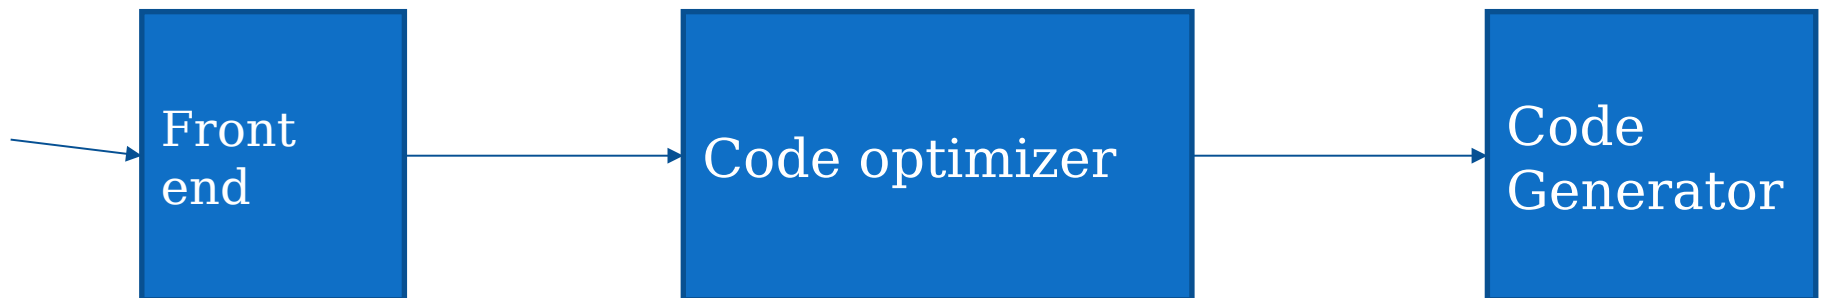 Front
end
Code optimizer
Code
Generator